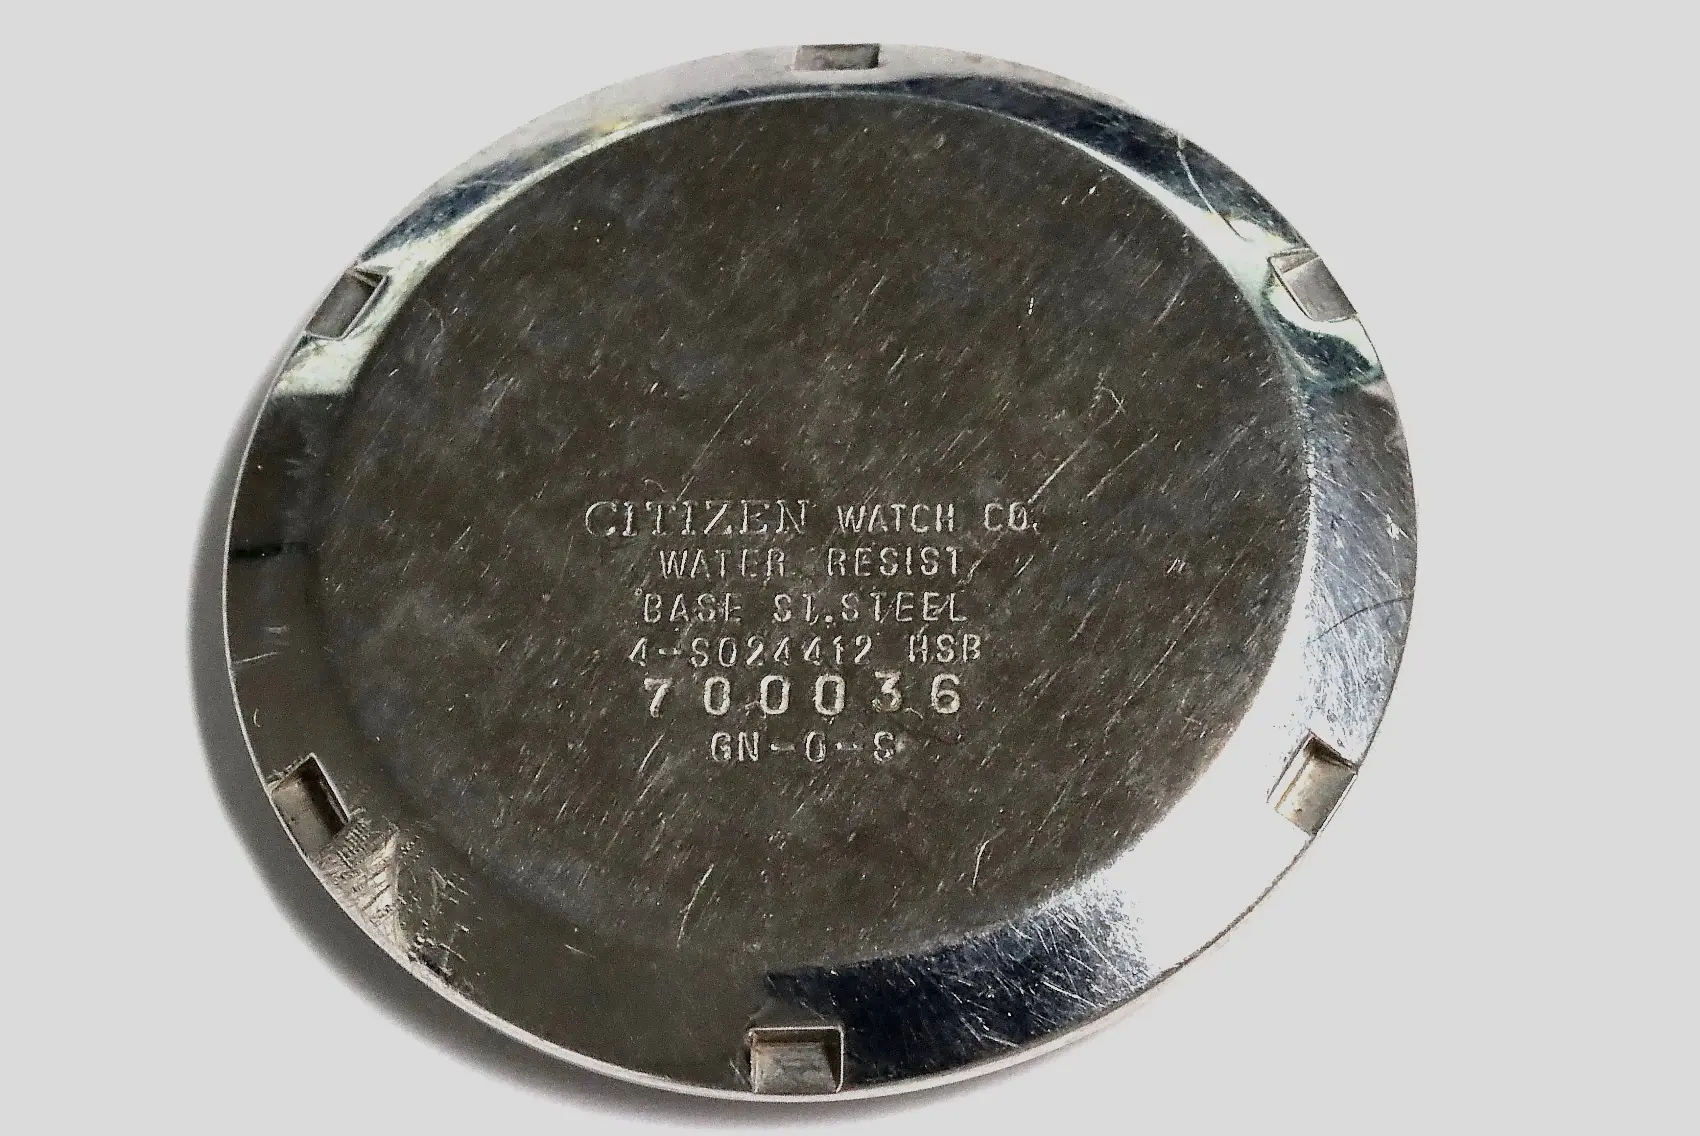 CITIZEN WATCH CO.
WATER RESIST
BASE ST.STEEL
4-S024412 HSB
700036
GN-0-S